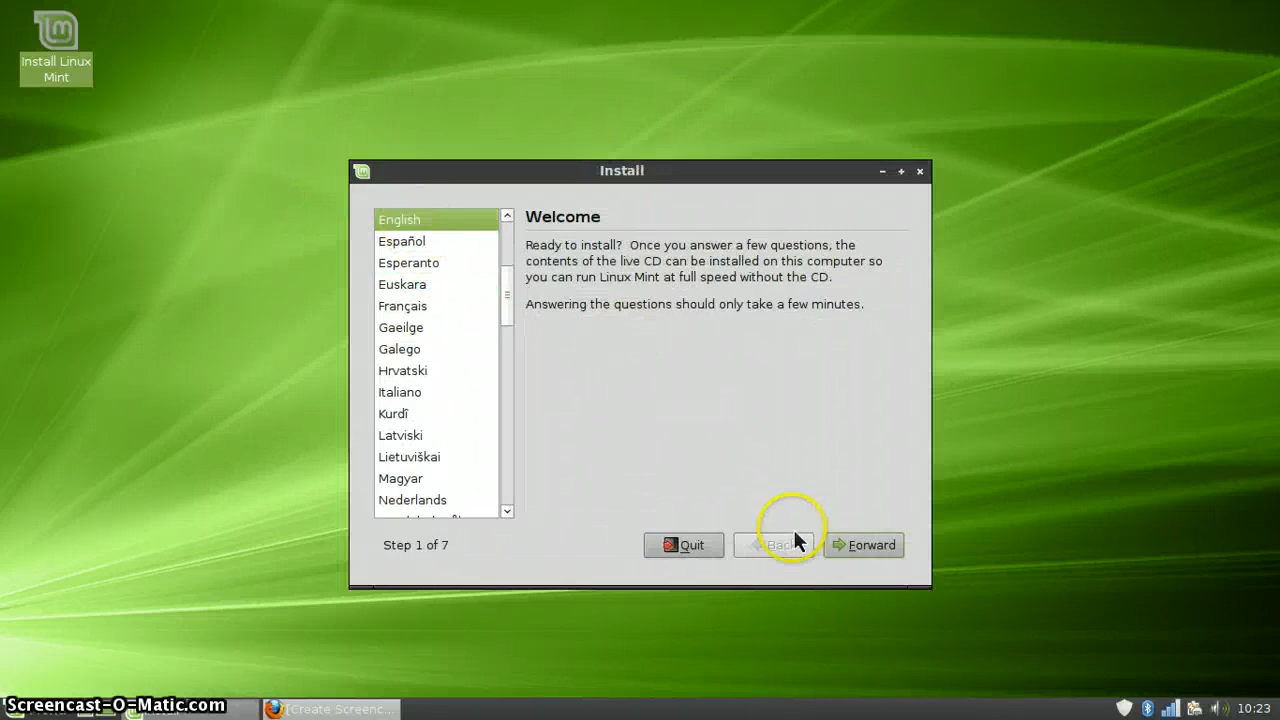 Install Linux
Mint
Install
English
Español
Esperanto
Euskara
Français
Gaeilge
Galego
Hrvatski
Italiano
Kurdî
Latviski
Lietuviškai
Magyar
Nederlands
Welcome
Ready to install? Once you answer a few questions, the
contents of the live CD can be installed on this computer so
you can run Linux Mint at full speed without the CD.
Answering the questions should only take a few minutes.
Step 1 of 7
Quit
Back
Forward
Screencast-O-Matic.com
[Create Screenc...
10:23